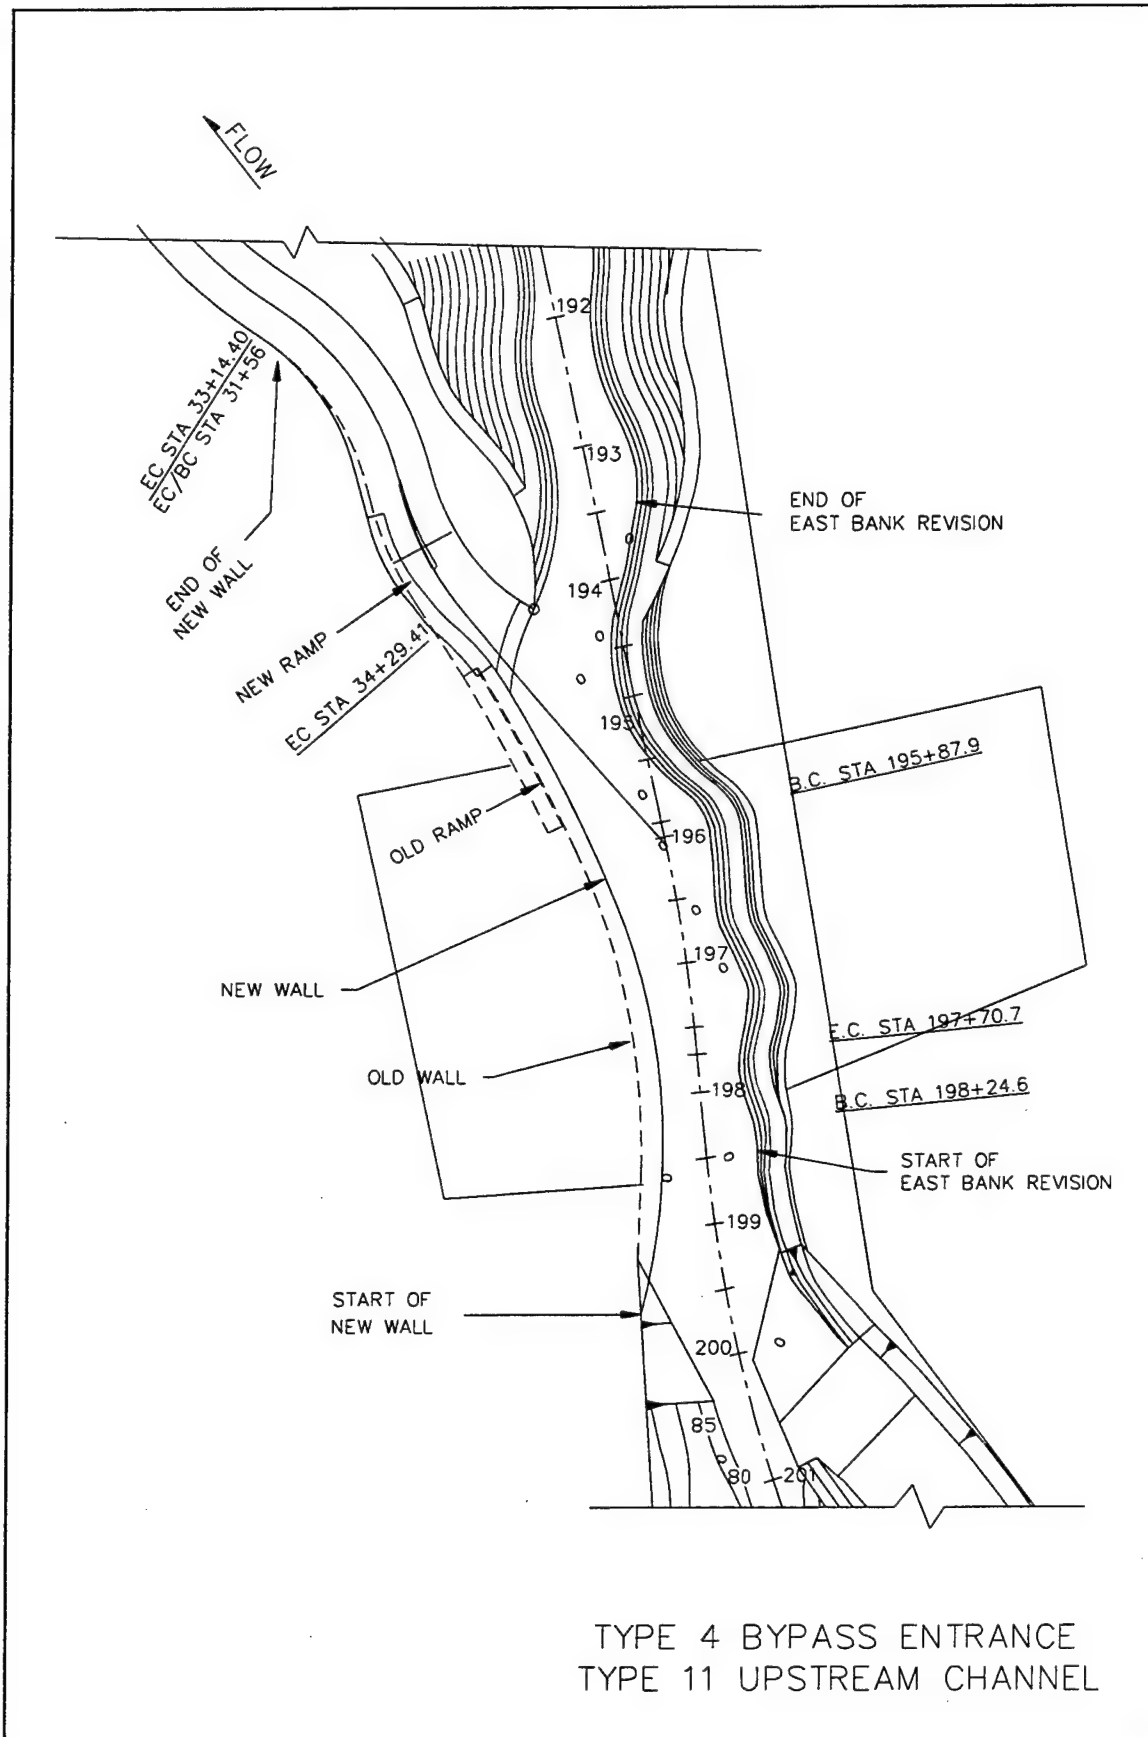 FLOW
192
EC STA 33+14.40
EC/BC STA 31+56
193
END OF
EAST BANK REVISION
END OF
NEW WALL
194
NEW RAMP
EC STA 34+29.41
195
B.C. STA 195+87.9
OLD RAMP
196
197
NEW WALL
E.C. STA 197+70.7
OLD WALL
198
B.C. STA 198+24.6
START OF
EAST BANK REVISION
199
START OF
NEW WALL
200
85
80
201
TYPE 4 BYPASS ENTRANCE
TYPE 11 UPSTREAM CHANNEL